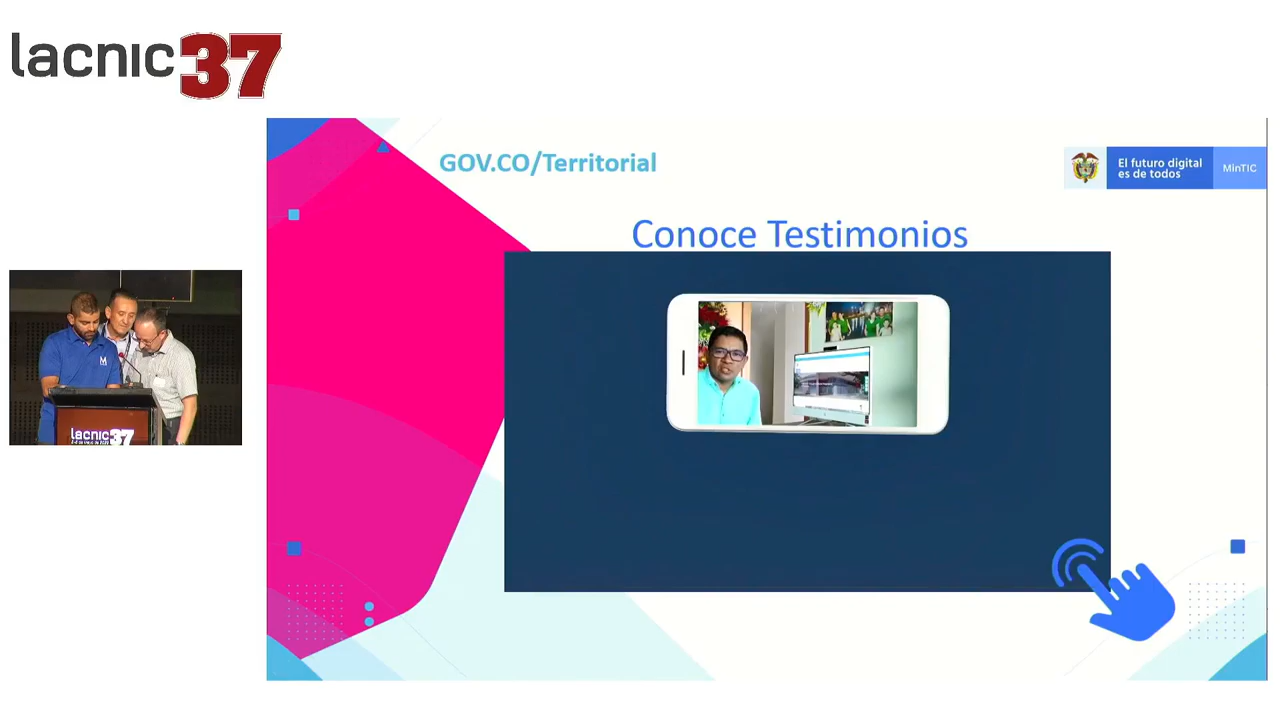 lacnic37
GOV.CO/Territorial
El futuro digital
es de todos
MinTIC
Conoce Testimonios
M
lacnic37